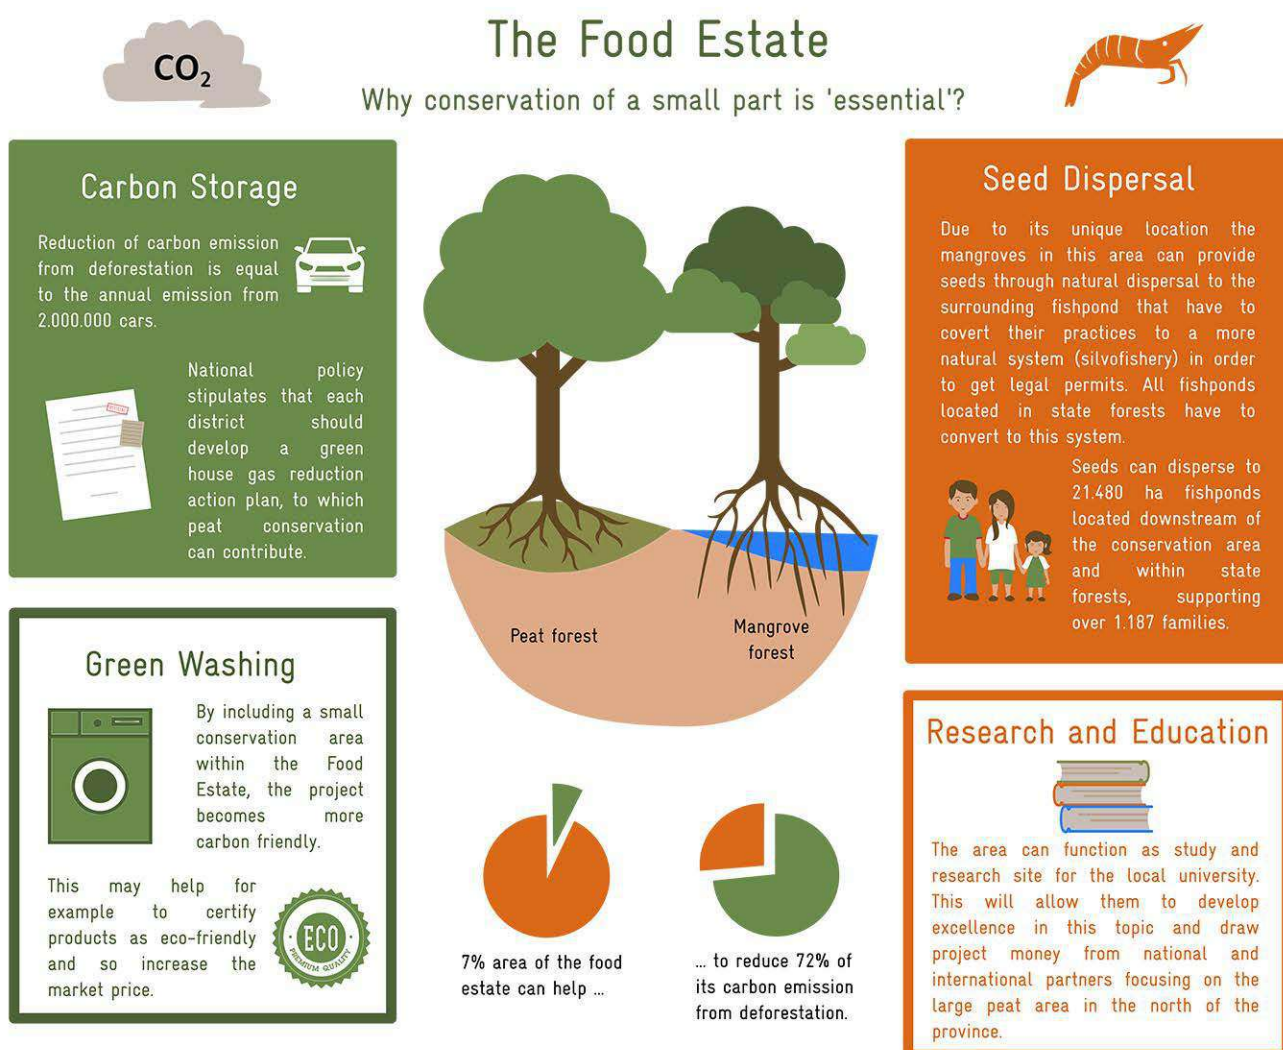 CO2
The Food Estate
Why conservation of a small part is 'essential'?
Carbon Storage
Reduction of carbon emission
from deforestation is equal
to the annual emission from
2.000.000 cars.
National policy
stipulates that each
district should
develop a green
house gas reduction
action plan, to which
peat conservation
can contribute.
Green Washing
By including a small
conservation area
within the Food
Estate, the project
becomes more
carbon friendly.
This may help for
example to certify
products as eco-friendly
and so increase the
market price.
ECO
PREMIUM QUALITY
Peat forest
Mangrove
forest
7% area of the food
estate can help ...
... to reduce 72% of
its carbon emission
from deforestation.
Seed Dispersal
Due to its unique location the
mangroves in this area can provide
seeds through natural dispersal to the
surrounding fishpond that have to
covert their practices to a more
natural system (silvofishery) in order
to get legal permits. All fishponds
located in state forests have to
convert to this system.
Seeds can disperse to
21.480 ha fishponds
located downstream of
the conservation area
and within state
forests, supporting
over 1.187 families.
Research and Education
The area can function as study and
research site for the local university.
This will allow them to develop
excellence in this topic and draw
project money from national and
international partners focusing on the
large peat area in the north of the
province.